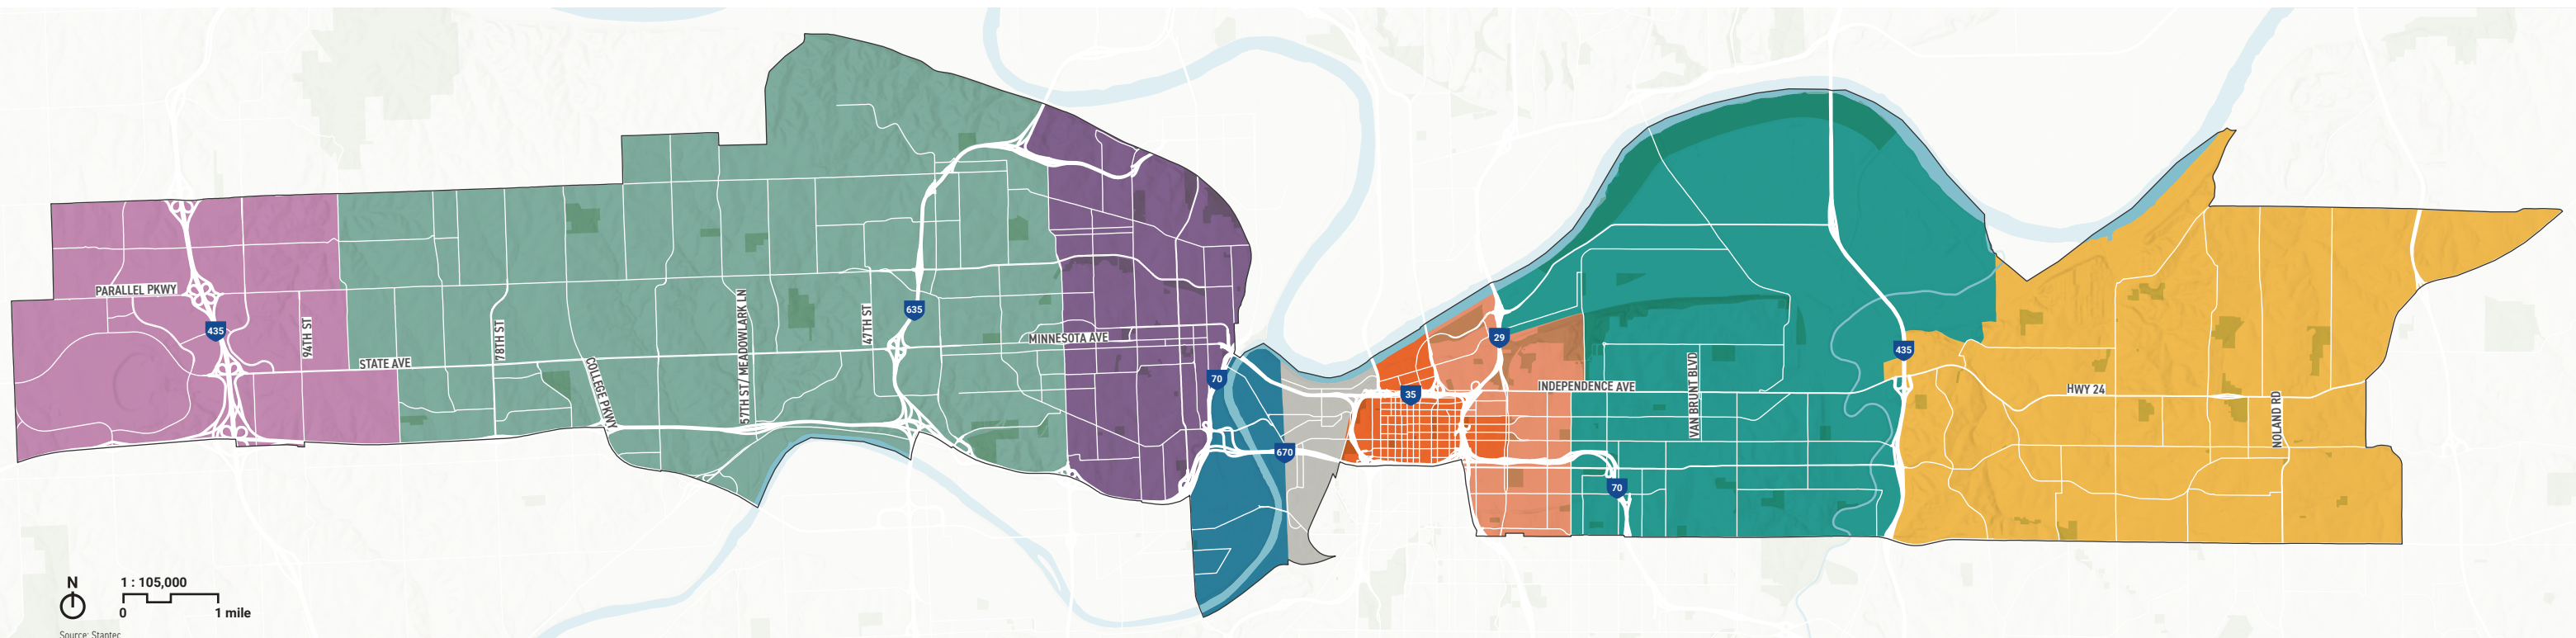 PARALLEL PKWY
435
94TH ST
STATE AVE
78TH ST
COLLEGE PKWY
57TH ST/ MEADOWLARK LN
47TH ST
635
MINNESOTA AVE
70
670
35
29
INDEPENDENCE AVE
70
VAN BRUNT BLVD
435
HWY 24
NOLAND RD
N
1 : 105,000
0
1 mile
Source: Stantec